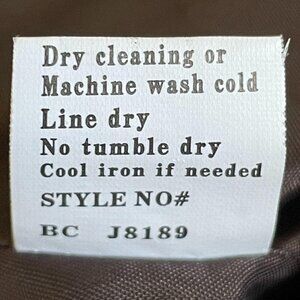 Dry cleaning or
Machine wash cold
Line dry
No tumble dry
Cool iron if needed
STYLE NO#
BC J8189